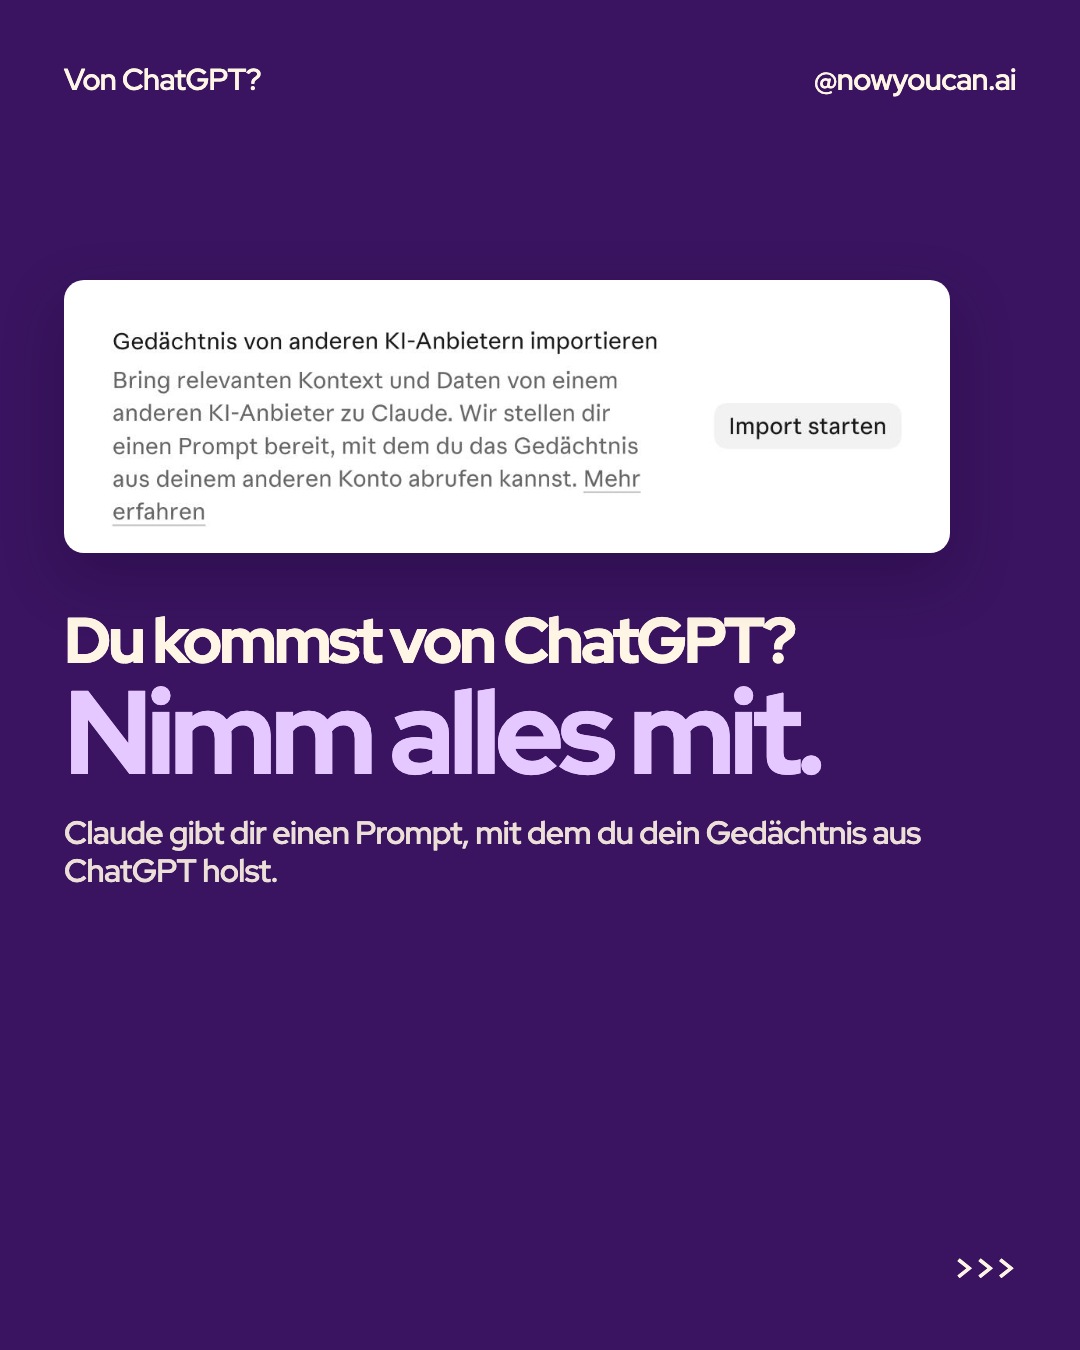 Von ChatGPT?
@nowyoucan.ai
Gedächtnis von anderen KI-Anbietern importieren
Bring relevanten Kontext und Daten von einem
anderen KI-Anbieter zu Claude. Wir stellen dir
einen Prompt bereit, mit dem du das Gedächtnis
aus deinem anderen Konto abrufen kannst. Mehr
erfahren
Import starten
Du kommst von ChatGPT?
Nimm alles mit.
Claude gibt dir einen Prompt, mit dem du dein Gedächtnis aus
ChatGPT holst.
>>>